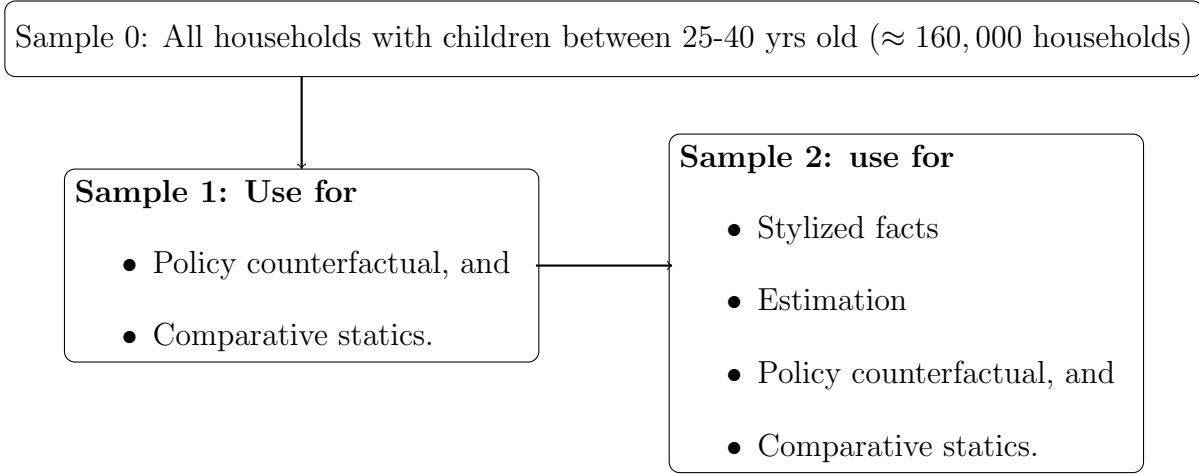 Sample 0: All households with children between 25-40 yrs old (≈ 160,000 households)
Sample 1: Use for
• Policy counterfactual, and
• Comparative statics.
Sample 2: use for
• Stylized facts
• Estimation
• Policy counterfactual, and
• Comparative statics.